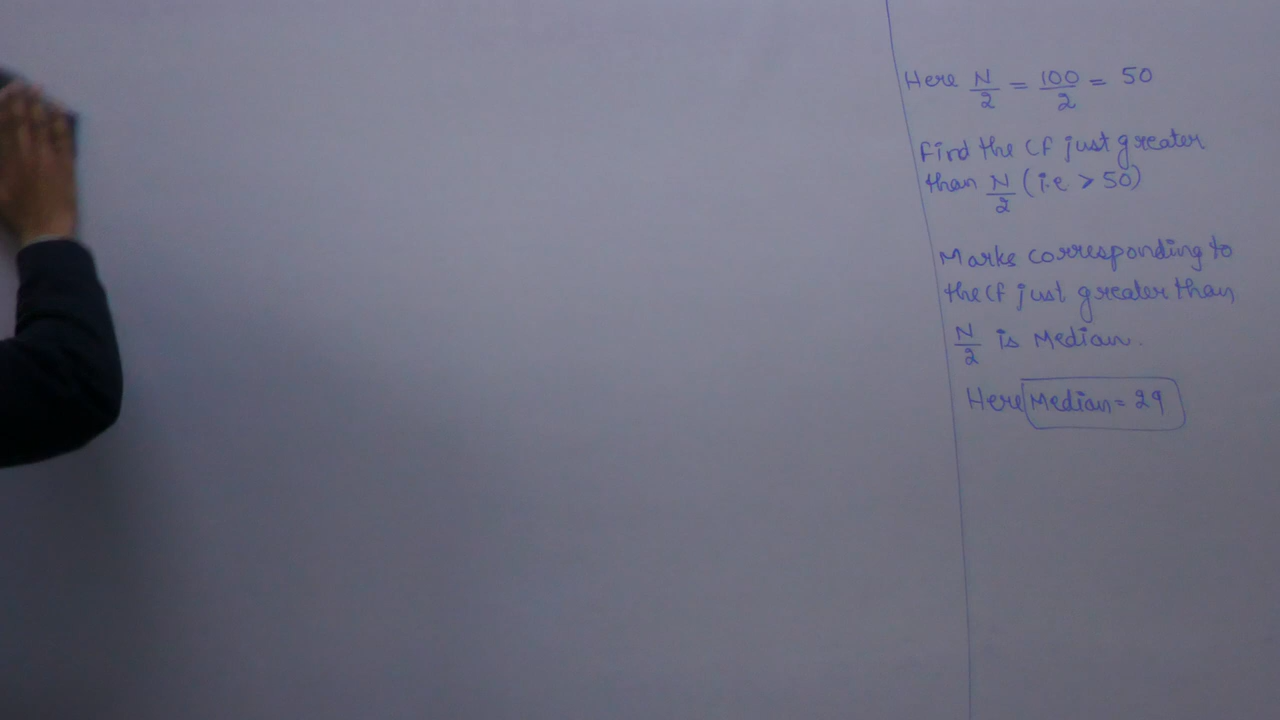 Here N/2 = 100/2 = 50
Find the CF just greater
than N/2 (i.e. > 50)
Marks corresponding to
the CF just greater than
N/2 is Median.
Here Median = 29